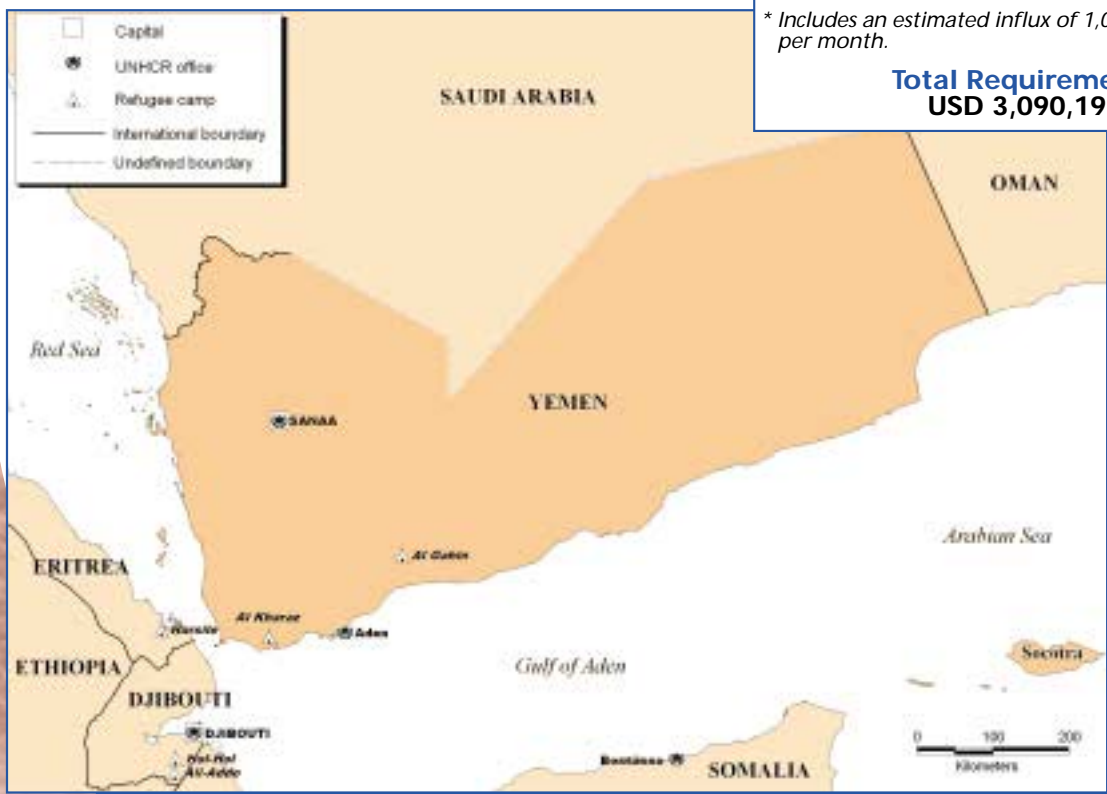 * Includes an estimated influx of 1,0
per month.
Total Requireme
USD 3,090,19
Capital
UNHCR office
Refugee camp
International boundary
Undefined boundary
SAUDI ARABIA
OMAN
Red Sea
YEMEN
SANAA
Arabian Sea
Al Gahin
ERITREA
Al Kharaz
Aden
ETHIOPIA
Gulf of Aden
Socotra
DJIBOUTI
DJIBOUTI
Hol-Hol
Ali-Adde
SOMALIA
0 100 200
Kilometers